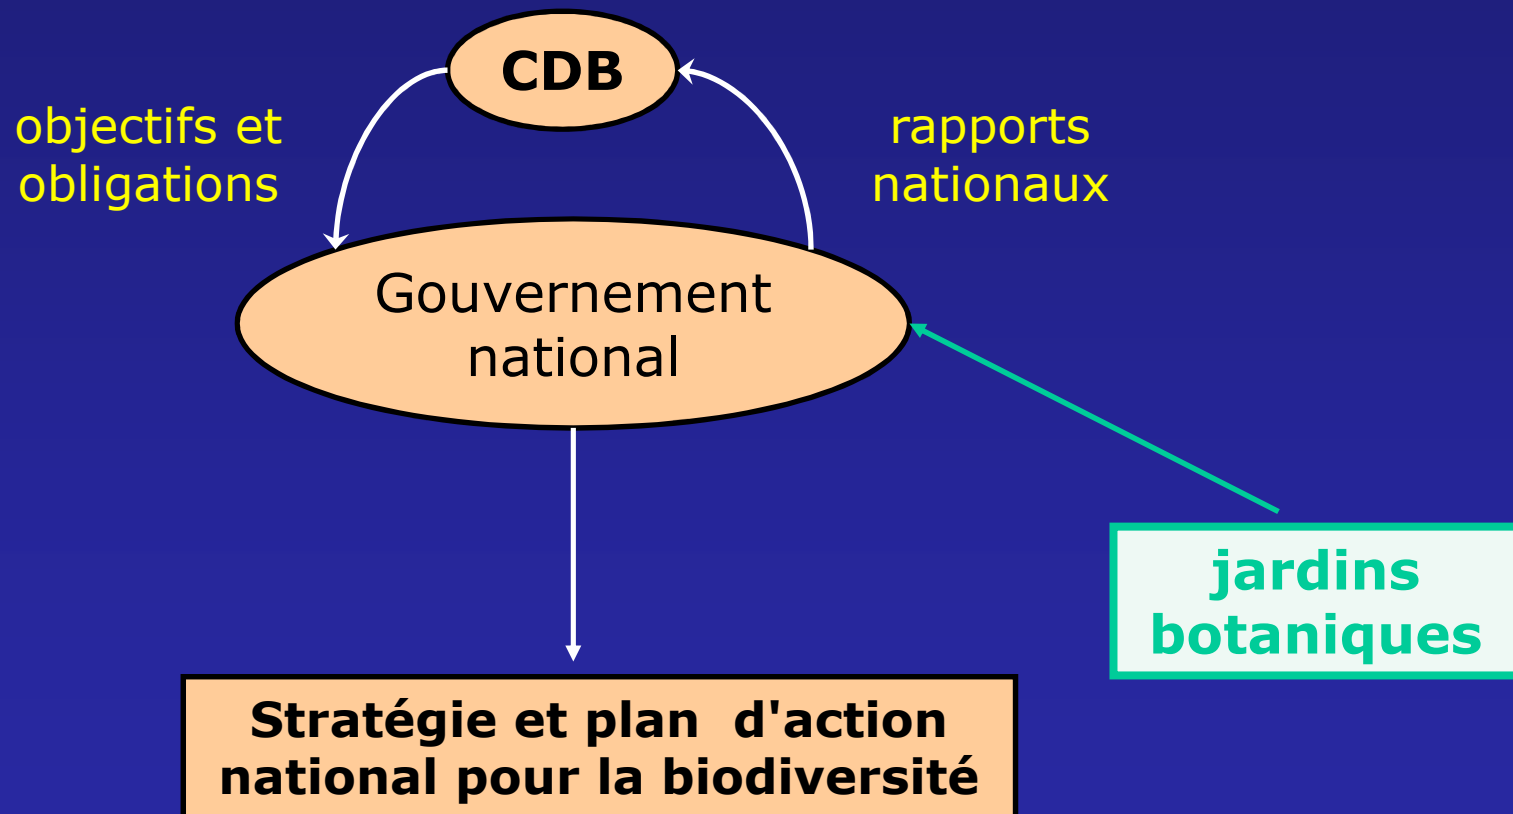 CDB
objectifs et
obligations
rapports
nationaux
Gouvernement
national
jardins
botaniques
Stratégie et plan  d'action
national pour la biodiversité